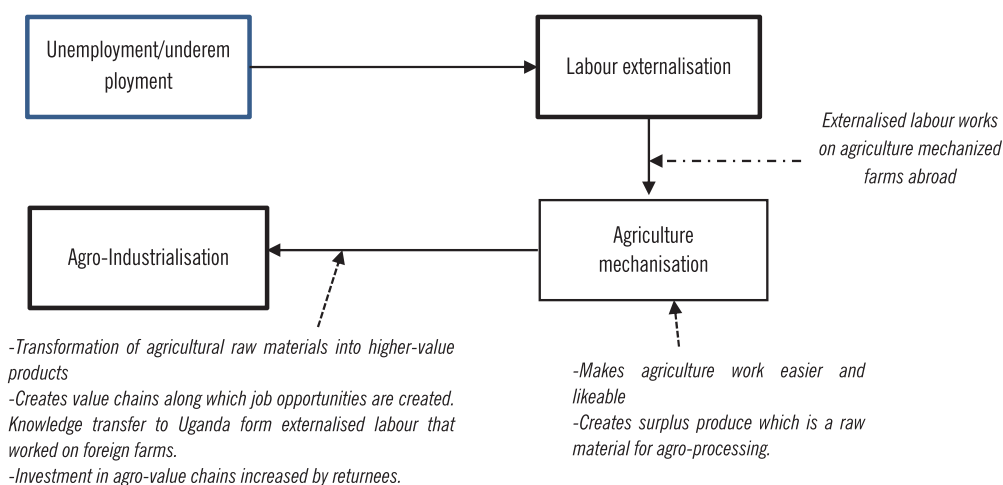 Unemployment/underem
ployment
Labour externalisation
Externalised labour works
on agriculture mechanized
farms abroad
Agriculture
mechanisation
Agro-Industrialisation
-Transformation of agricultural raw materials into higher-value
products
-Creates value chains along which job opportunities are created.
Knowledge transfer to Uganda form externalised labour that
worked on foreign farms.
-Investment in agro-value chains increased by returnees.
-Makes agriculture work easier and
likeable
-Creates surplus produce which is a raw
material for agro-processing.